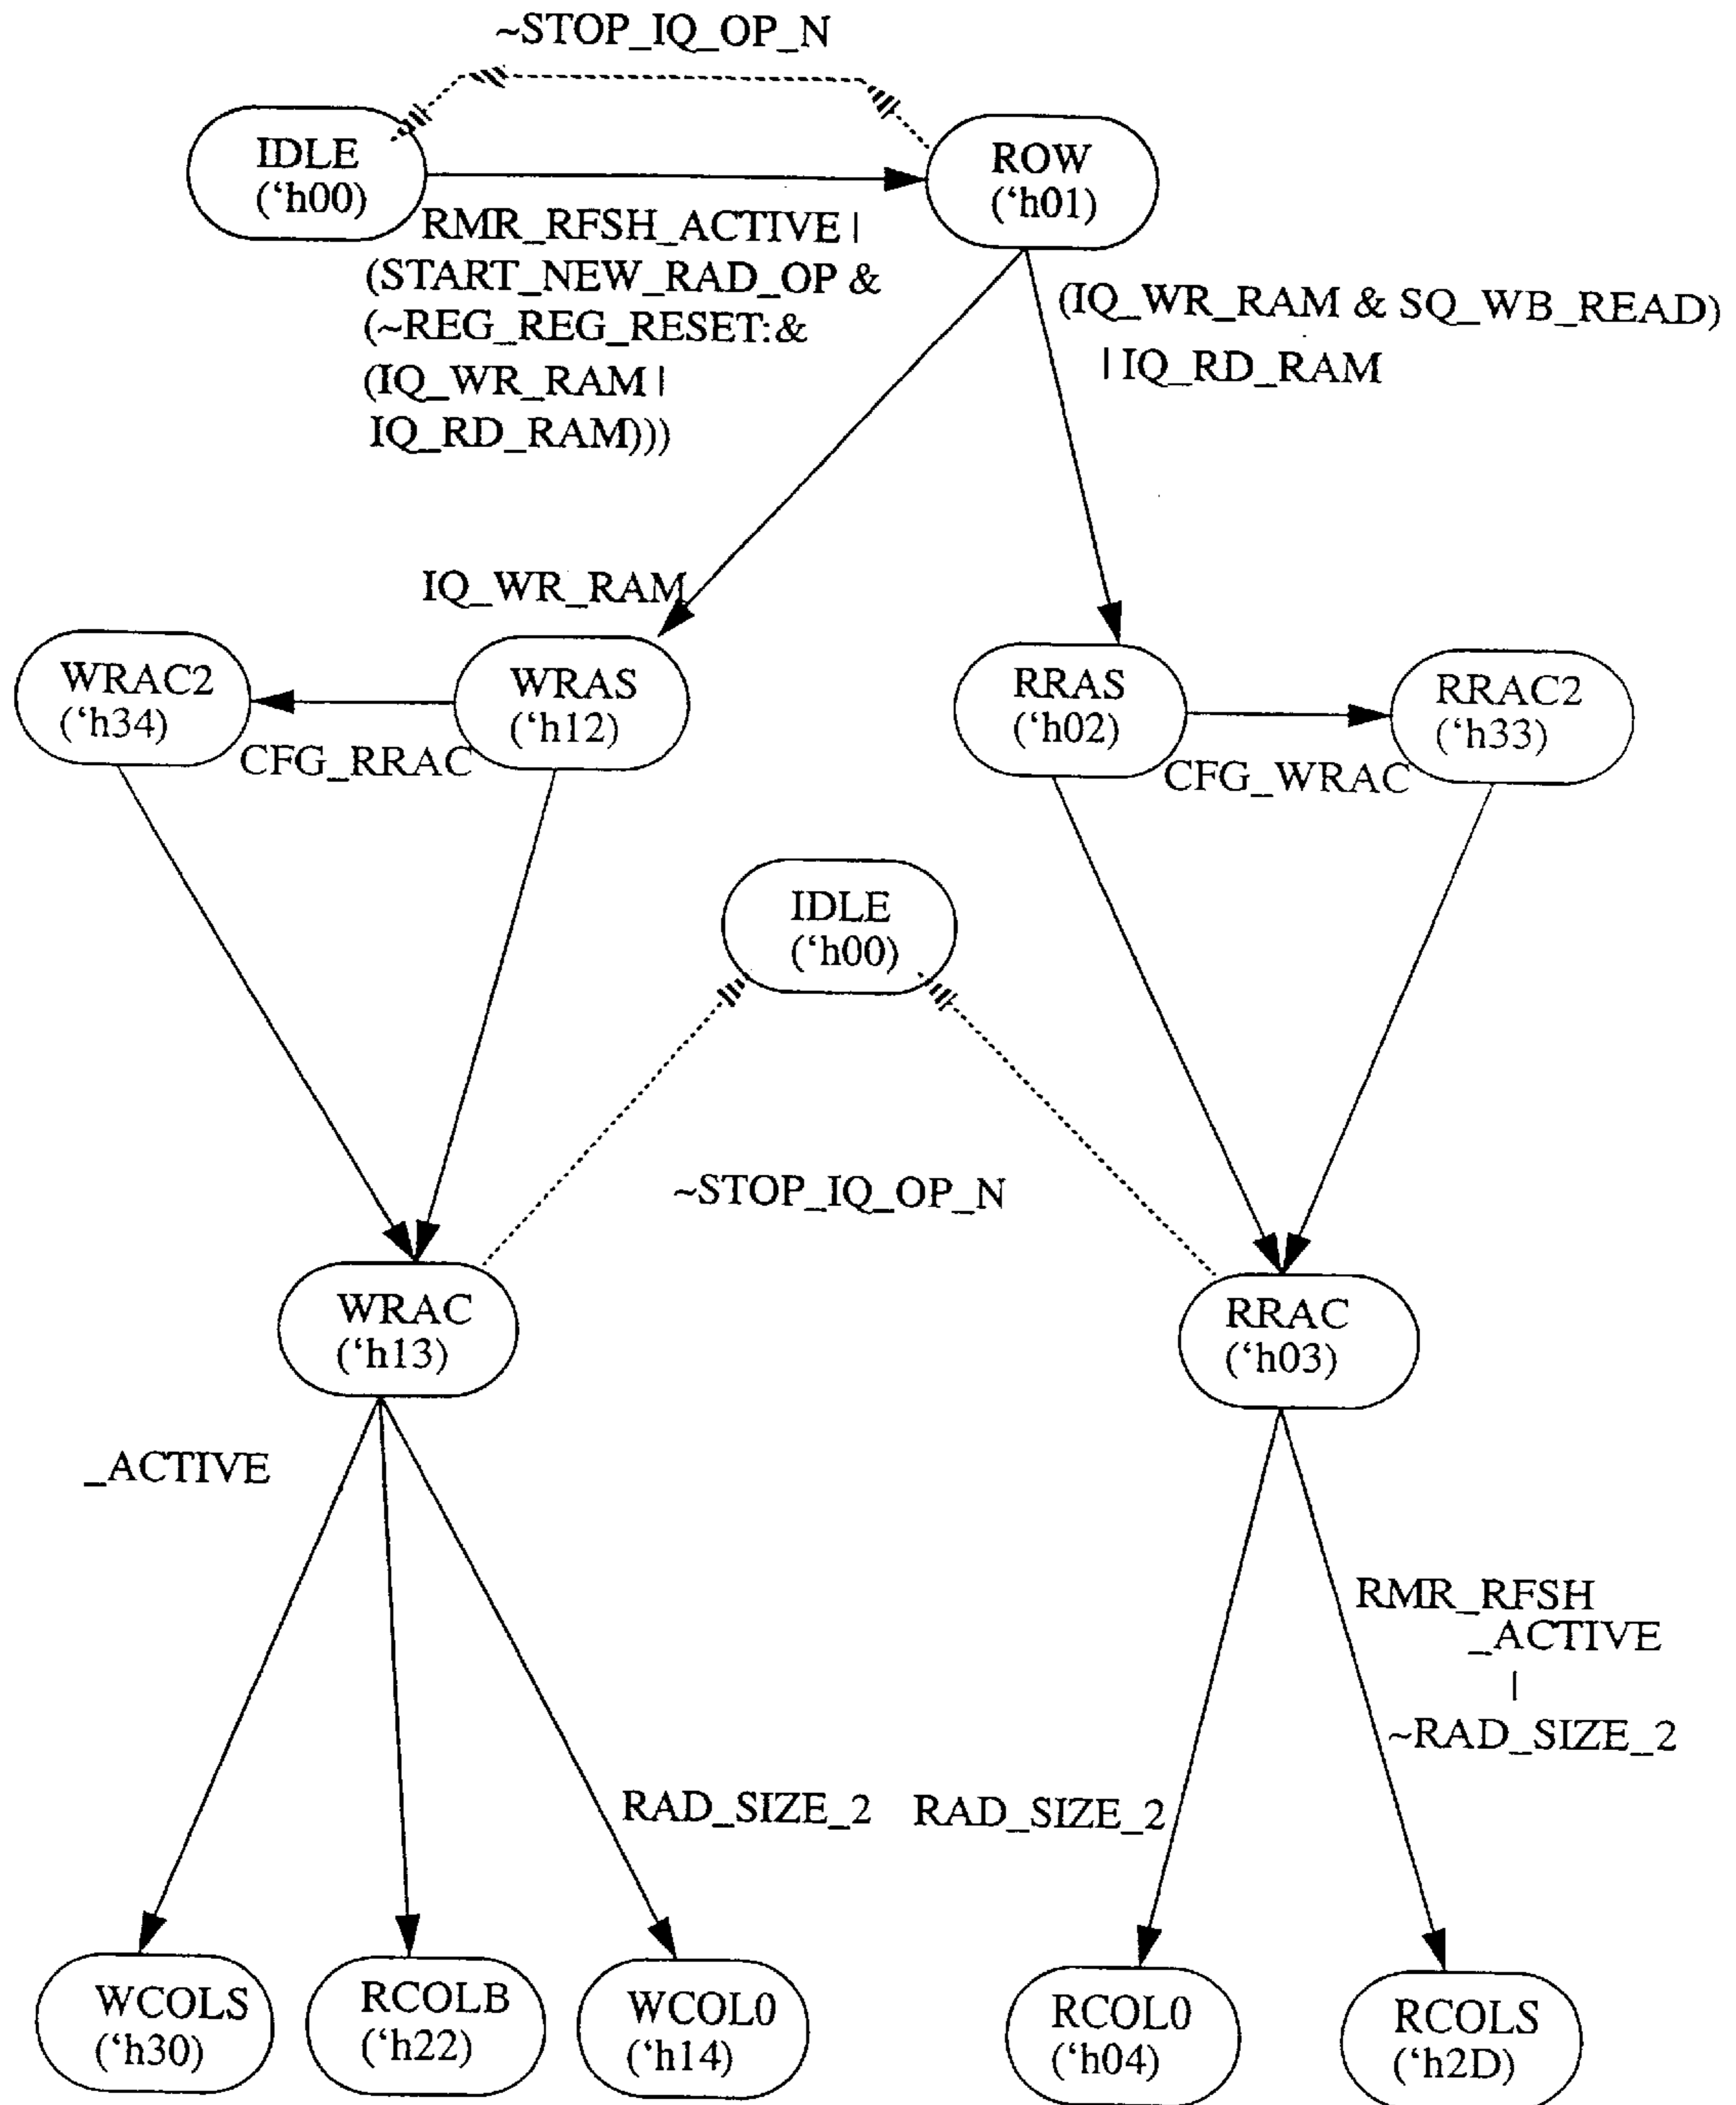 ~STOP_IQ_OP_N
IDLE
(‘h00)
ROW
(‘h01)
RMR_RFSH_ACTIVE |
(START_NEW_RAD_OP &
(~REG_REG_RESET:&
(IQ_WR_RAM |
IQ_RD_RAM)))
(IQ_WR_RAM & SQ_WB_READ)
| IQ_RD_RAM
IQ_WR_RAM
WRAC2
(‘h34)
WRAS
(‘h12)
CFG_RRAC
RRAS
(‘h02)
RRAC2
(‘h33)
CFG_WRAC
IDLE
(‘h00)
~STOP_IQ_OP_N
WRAC
(‘h13)
RRAC
(‘h03)
_ACTIVE
RMR_RFSH
_ACTIVE
|
~RAD_SIZE_2
RAD_SIZE_2
RAD_SIZE_2
WCOLS
(‘h30)
RCOLB
(‘h22)
WCOL0
(‘h14)
RCOL0
(‘h04)
RCOLS
(‘h2D)